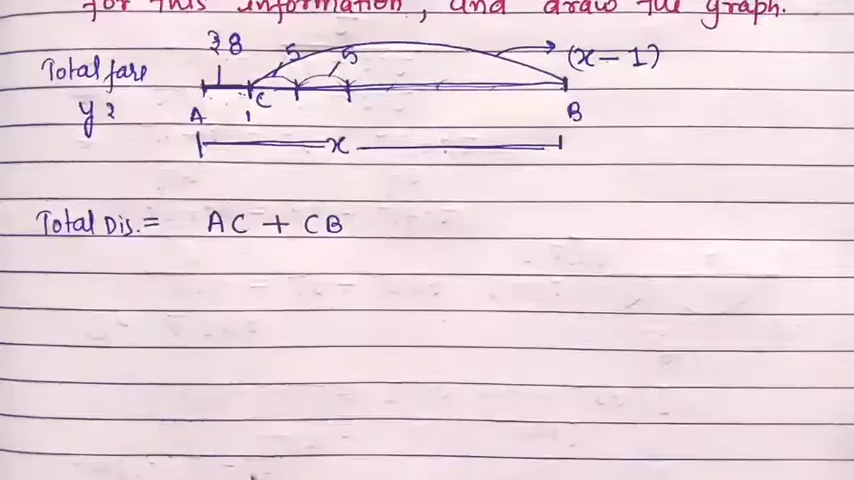 for this information, and draw the graph.
₹8
5 5
(x-1)
Total fare
y ₹
A 1 C B
x
Total Dis. = AC + CB